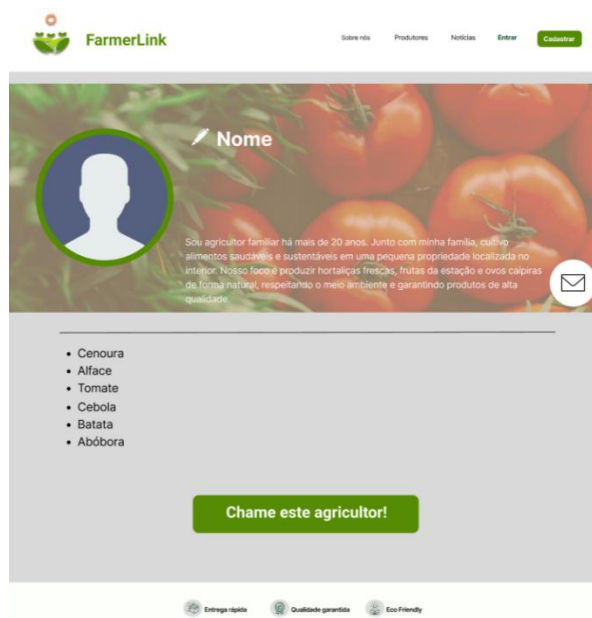 FarmerLink
Sobre nós
Produtores
Notícias
Entrar
Cadastrar
Nome
Sou agricultor familiar há mais de 20 anos. Junto com minha família, cultivo
alimentos saudáveis e sustentáveis em uma pequena propriedade localizada no
interior. Nosso foco é produzir hortaliças frescas, frutas da estação e ovos caipiras
de forma natural, respeitando o meio ambiente e garantindo produtos de alta
qualidade.
• Cenoura
• Alface
• Tomate
• Cebola
• Batata
• Abóbora
Chame este agricultor!
Entrega rápida
Qualidade garantida
Eco Friendly